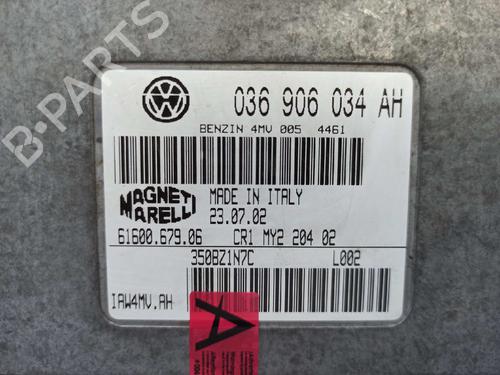 036 906 034 AH
BENZIN 4MV 005 4461
MAGNETI MARELLI
MADE IN ITALY
23.07.02
61600.679.06 CR1 MY2 204 02
350BZ1N7C L002
IAW4MV.AH
A
B-PARTS